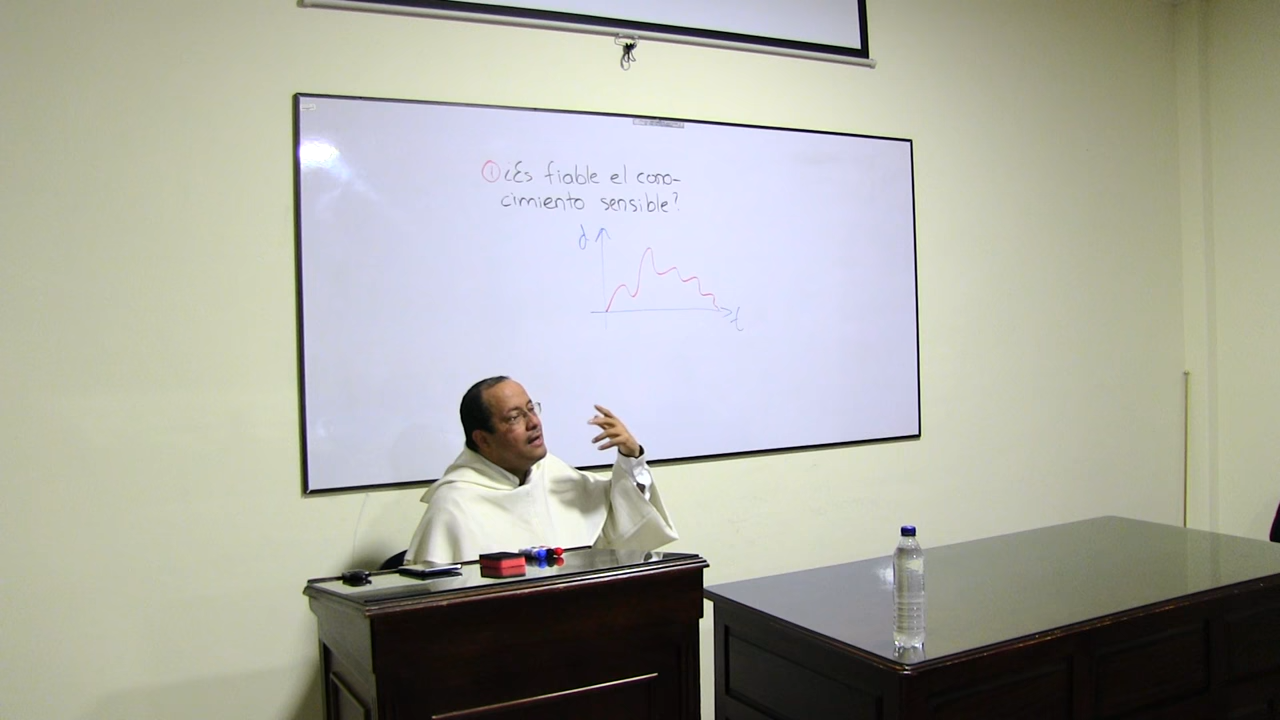 ① ¿Es fiable el cono-
cimiento sensible?
d
t